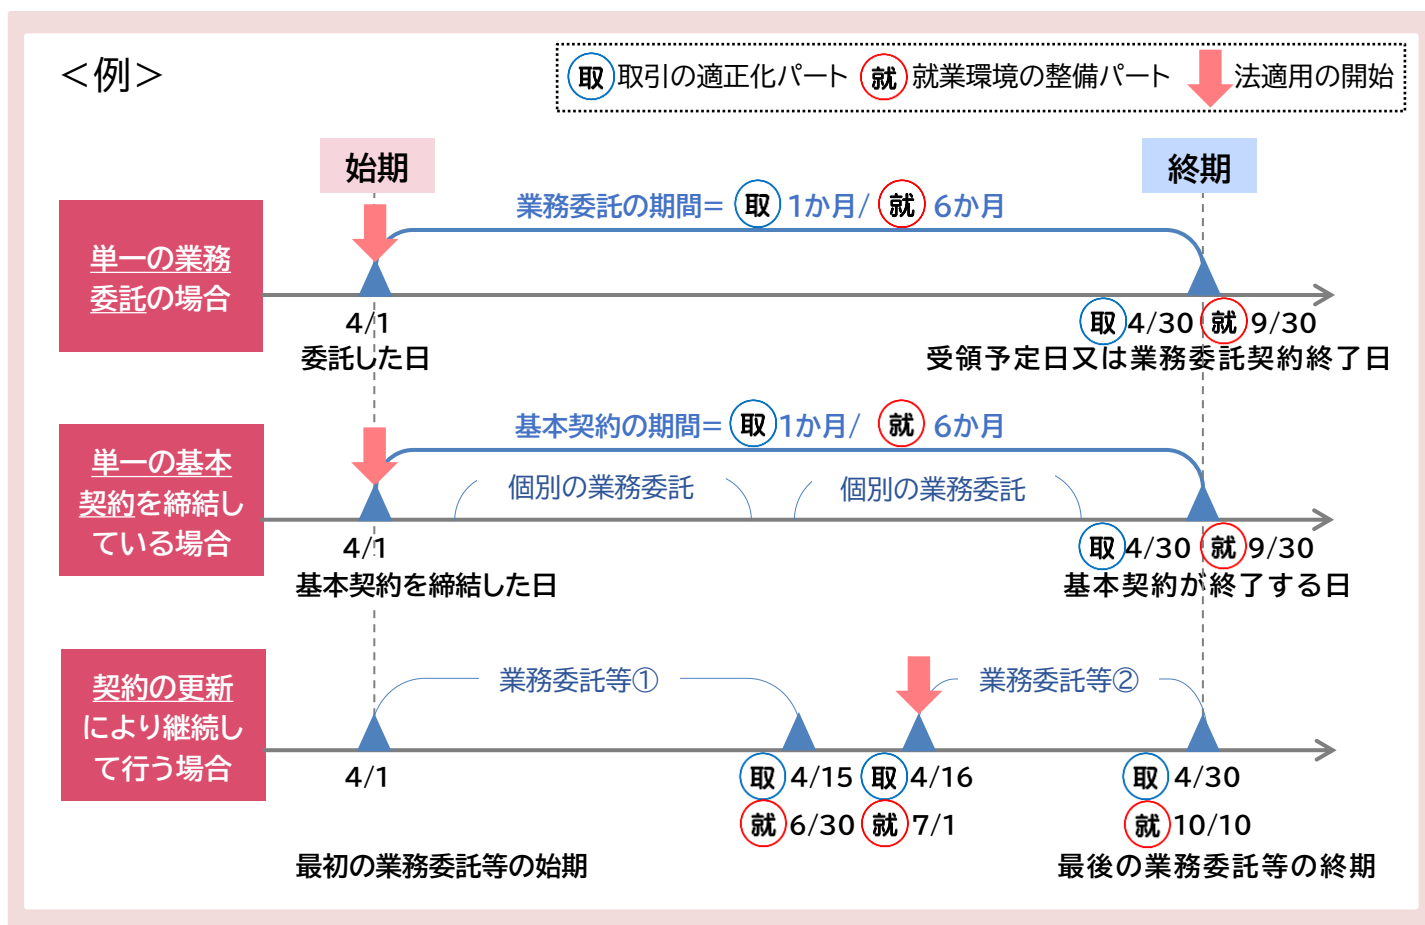 ＜例＞
取 取引の適正化パート 就 就業環境の整備パート 法適用の開始
始期
終期
単一の業務
委託の場合
業務委託の期間= 取 1か月/ 就 6か月
4/1
委託した日
取 4/30 就 9/30
受領予定日又は業務委託契約終了日
単一の基本
契約を締結し
ている場合
基本契約の期間= 取 1か月/ 就 6か月
個別の業務委託 個別の業務委託
4/1
基本契約を締結した日
取 4/30 就 9/30
基本契約が終了する日
契約の更新
により継続し
て行う場合
業務委託等① 業務委託等②
4/1
取 4/15 取 4/16 取 4/30
就 6/30 就 7/1 就 10/10
最初の業務委託等の始期
最後の業務委託等の終期